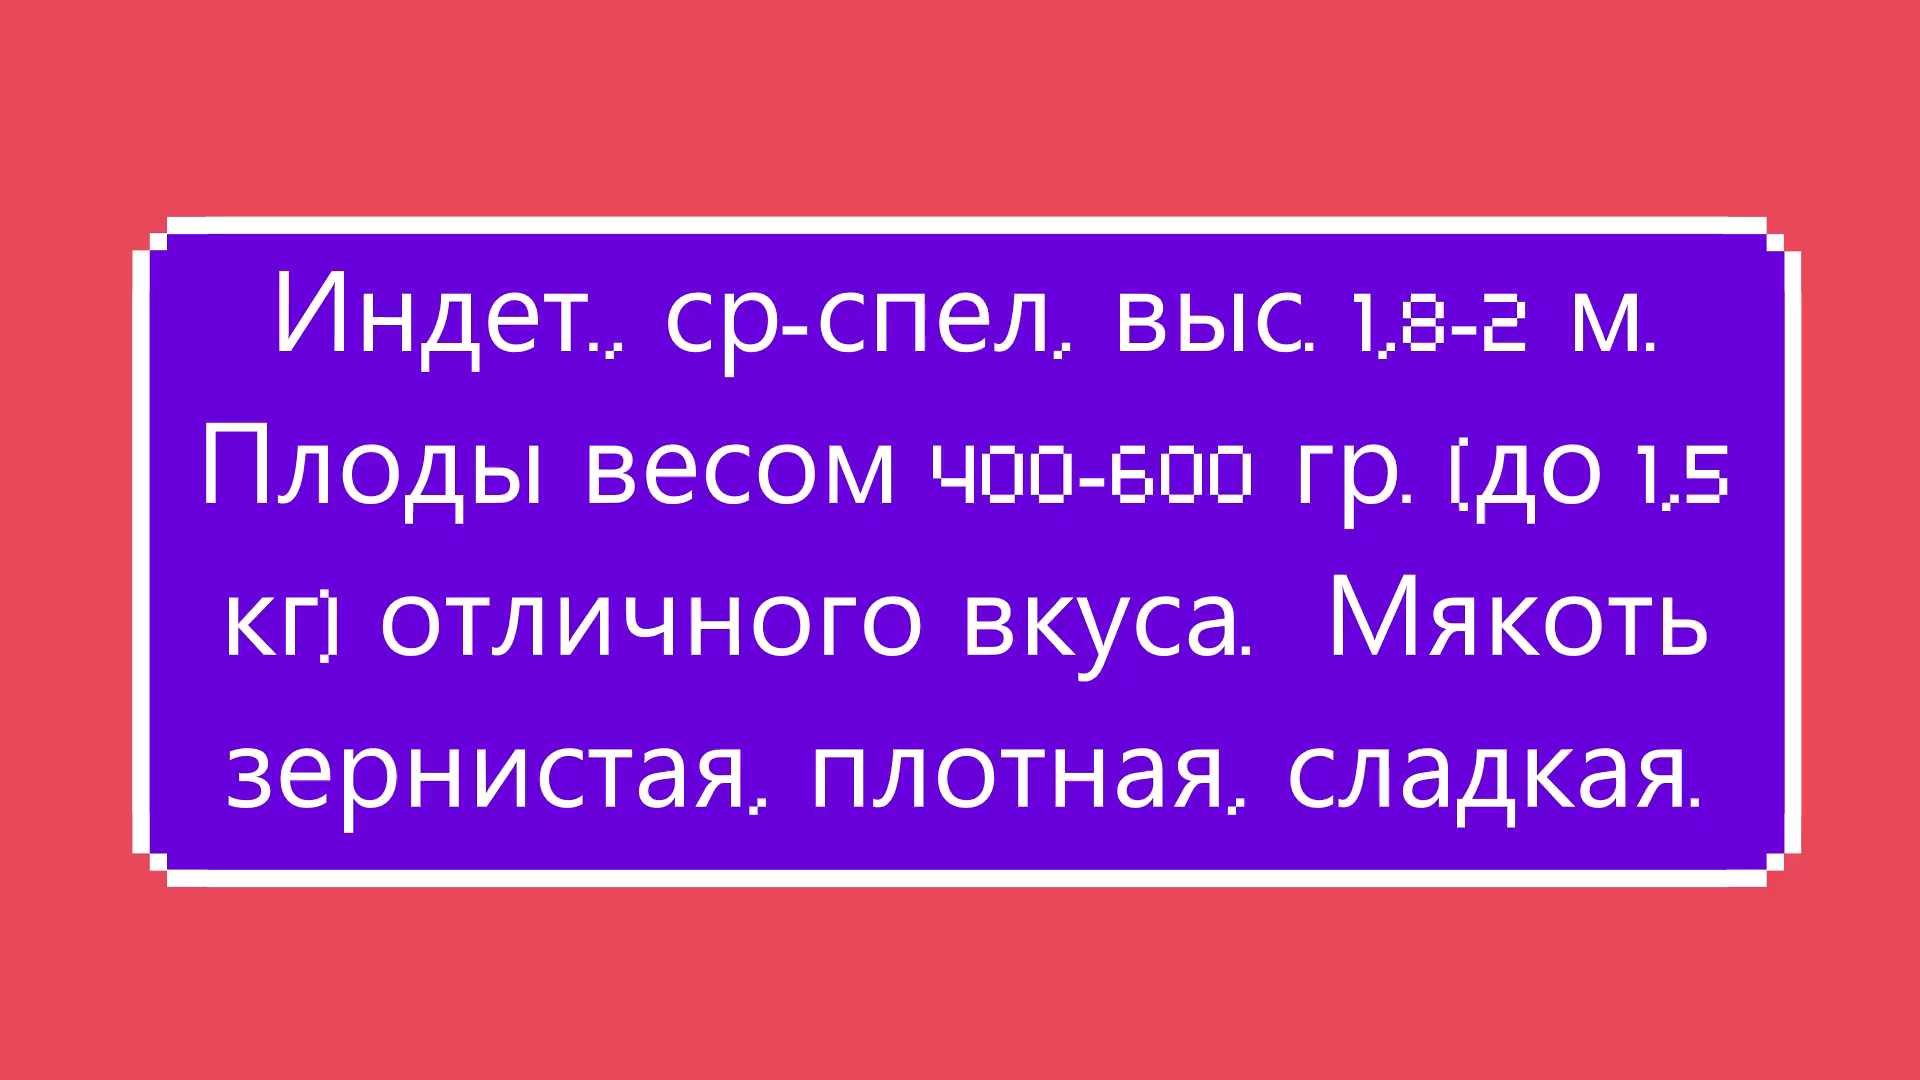 Индет., ср-спел, выс. 1,8-2 м.
Плоды весом 400-600 гр. (до 1,5
кг) отличного вкуса.  Мякоть
зернистая, плотная, сладкая.